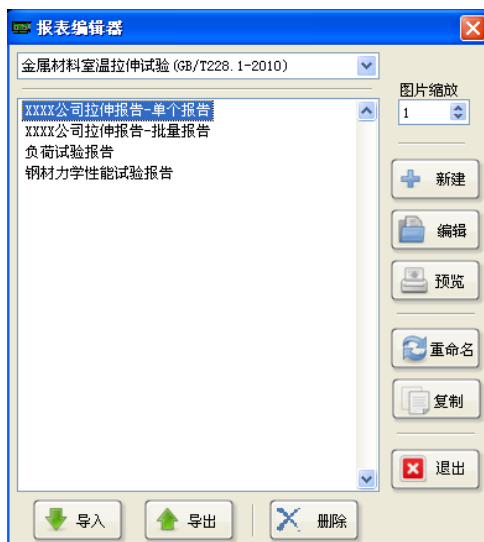 报表编辑器
金属材料室温拉伸试验(GB/T228.1-2010)
图片缩放
1
XXXX公司拉伸报告-单个报告
XXXX公司拉伸报告-批量报告
负荷试验报告
钢材力学性能试验报告
新建
编辑
预览
重命名
复制
退出
导入
导出
删除